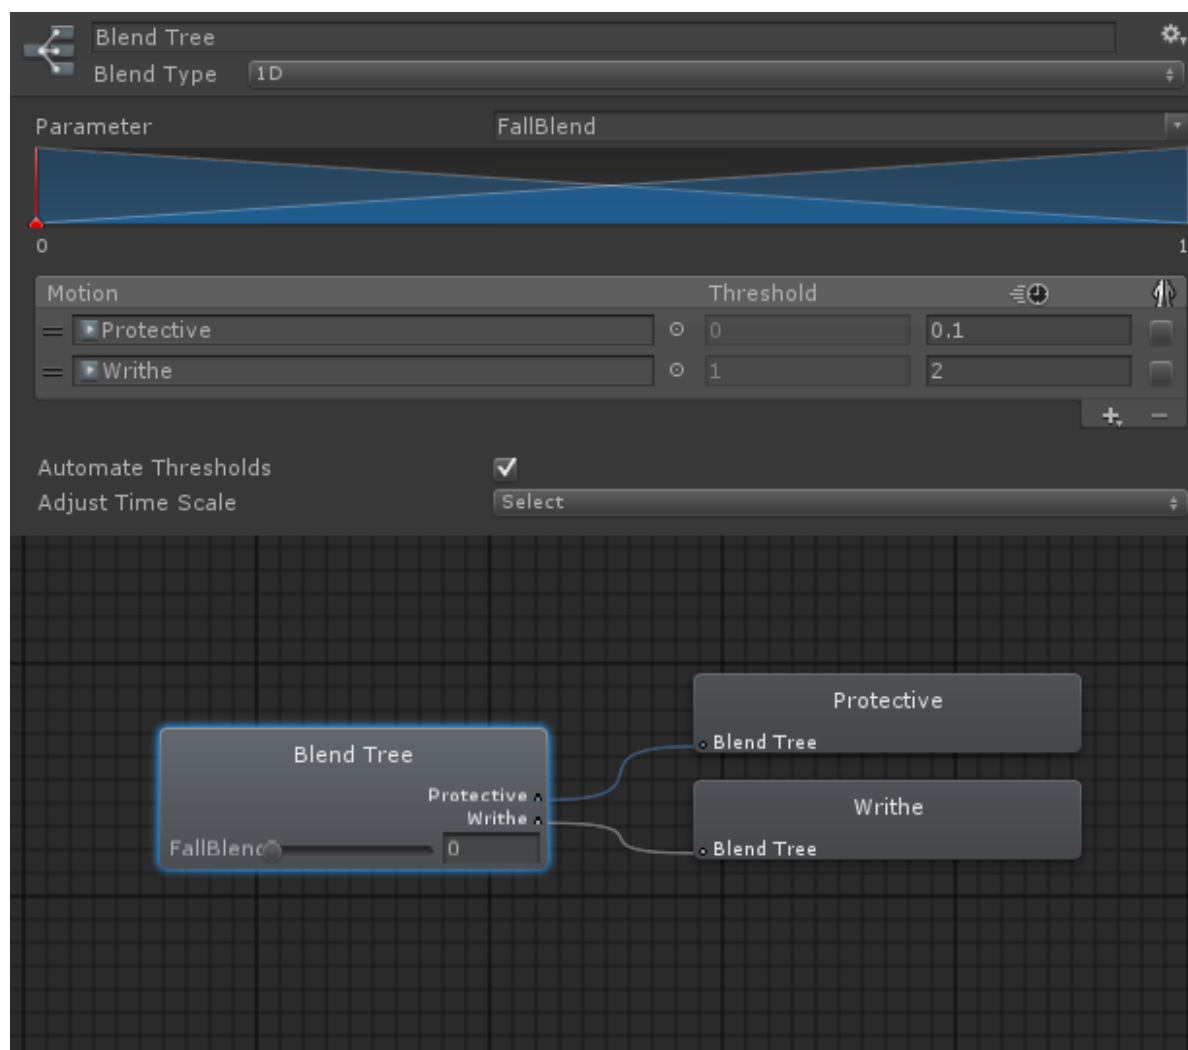 Blend Tree
Blend Type 1D
Parameter FallBlend
0 1
Motion Threshold
Protective 0 0.1
Writhe 1 2
Automate Thresholds
Adjust Time Scale Select
Protective
Blend Tree
Blend Tree
Protective
Writhe
FallBlend 0
Writhe
Blend Tree